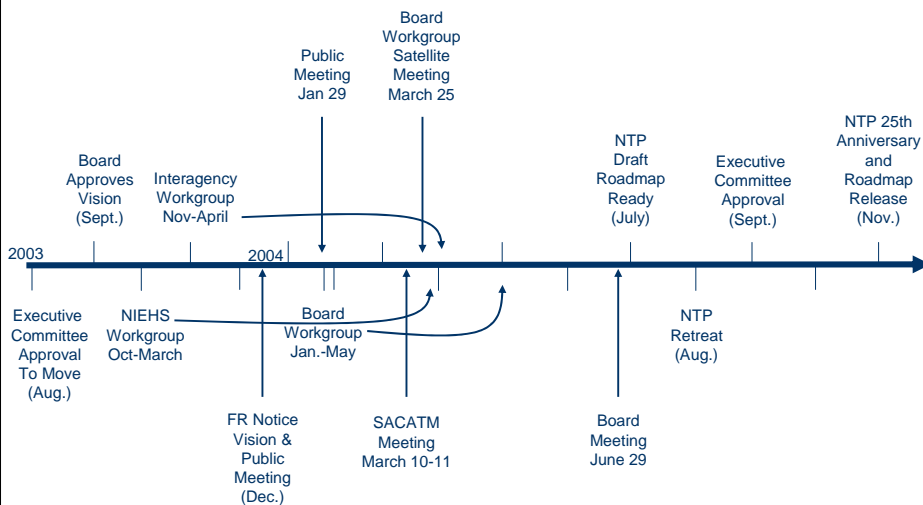 Board
Workgroup
Satellite
Meeting
March 25
Public
Meeting
Jan 29
NTP 25th
Anniversary
and
Roadmap
Release
(Nov.)
NTP
Draft
Roadmap
Ready
(July)
Executive
Committee
Approval
(Sept.)
Board
Approves
Vision
(Sept.)
Interagency
Workgroup
Nov-April
2003
2004
Executive
Committee
Approval
To Move
(Aug.)
NIEHS
Workgroup
Oct-March
Board
Workgroup
Jan.-May
NTP
Retreat
(Aug.)
FR Notice
Vision &
Public
Meeting
(Dec.)
SACATM
Meeting
March 10-11
Board
Meeting
June 29